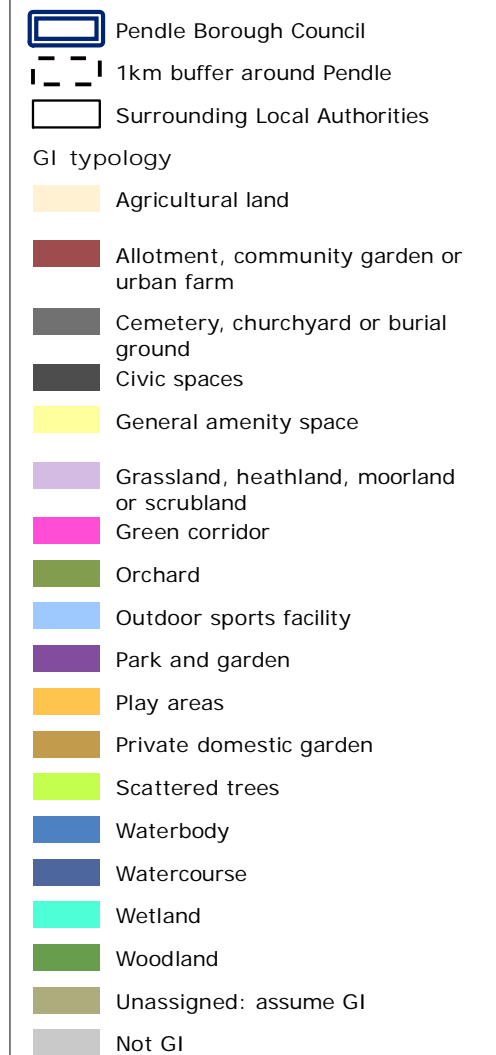 Pendle Borough Council
1km buffer around Pendle
Surrounding Local Authorities
GI typology
Agricultural land
Allotment, community garden or
urban farm
Cemetery, churchyard or burial
ground
Civic spaces
General amenity space
Grassland, heathland, moorland
or scrubland
Green corridor
Orchard
Outdoor sports facility
Park and garden
Play areas
Private domestic garden
Scattered trees
Waterbody
Watercourse
Wetland
Woodland
Unassigned: assume GI
Not GI